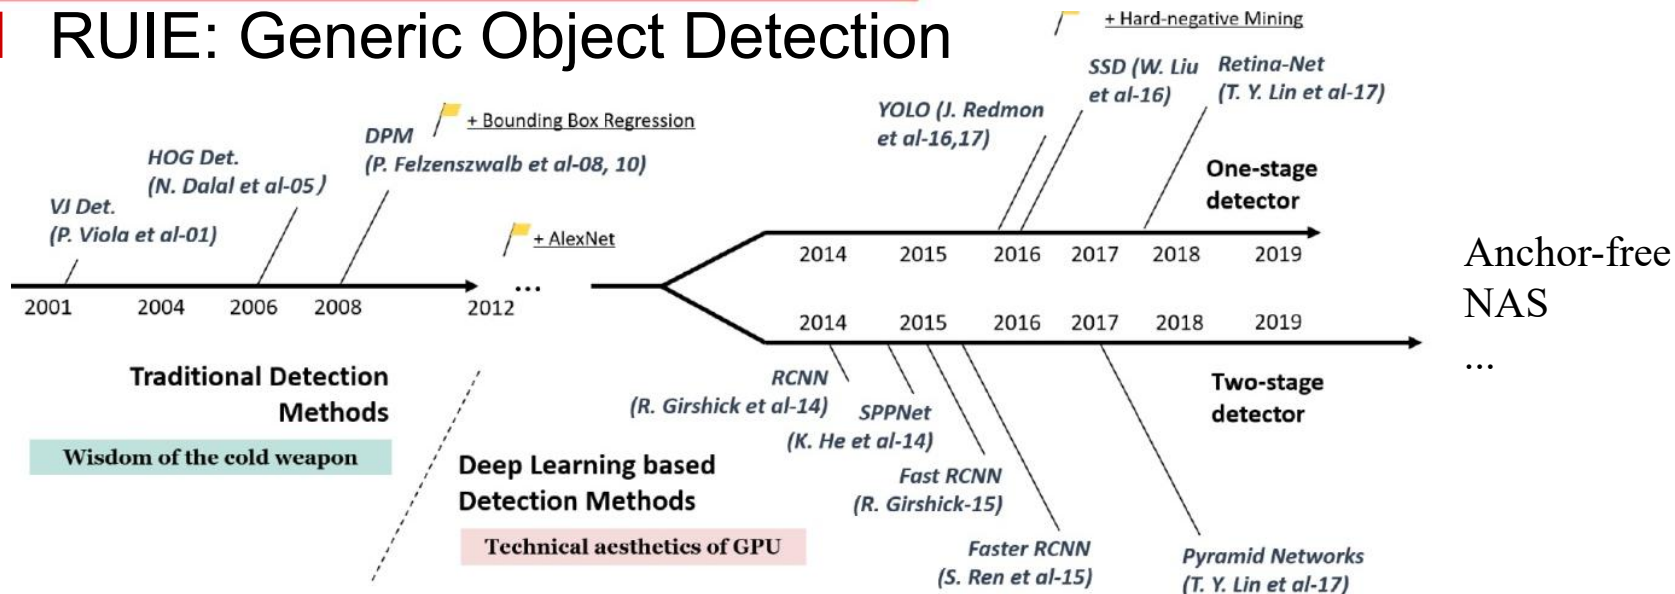 RUIE: Generic Object Detection
+ Hard-negative Mining
SSD (W. Liu
et al-16)
Retina-Net
(T. Y. Lin et al-17)
YOLO (J. Redmon
et al-16,17)
+ Bounding Box Regression
DPM
(P. Felzenszwalb et al-08, 10)
HOG Det.
(N. Dalal et al-05)
VJ Det.
(P. Viola et al-01)
+ AlexNet
One-stage
detector
2014 2015 2016 2017 2018 2019
...
2001 2004 2006 2008 2012
2014 2015 2016 2017 2018 2019
Anchor-free
NAS
...
Traditional Detection
Methods
Wisdom of the cold weapon
Deep Learning based
Detection Methods
Technical aesthetics of GPU
RCNN
(R. Girshick et al-14)
SPPNet
(K. He et al-14)
Fast RCNN
(R. Girshick-15)
Faster RCNN
(S. Ren et al-15)
Pyramid Networks
(T. Y. Lin et al-17)
Two-stage
detector